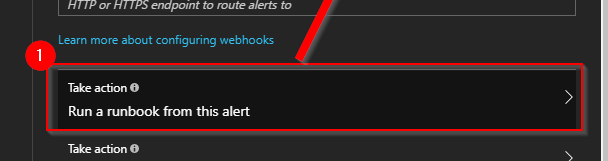 HTTP or HTTPS endpoint to route alerts to
Learn more about configuring webhooks
1
Take action
Run a runbook from this alert
Take action